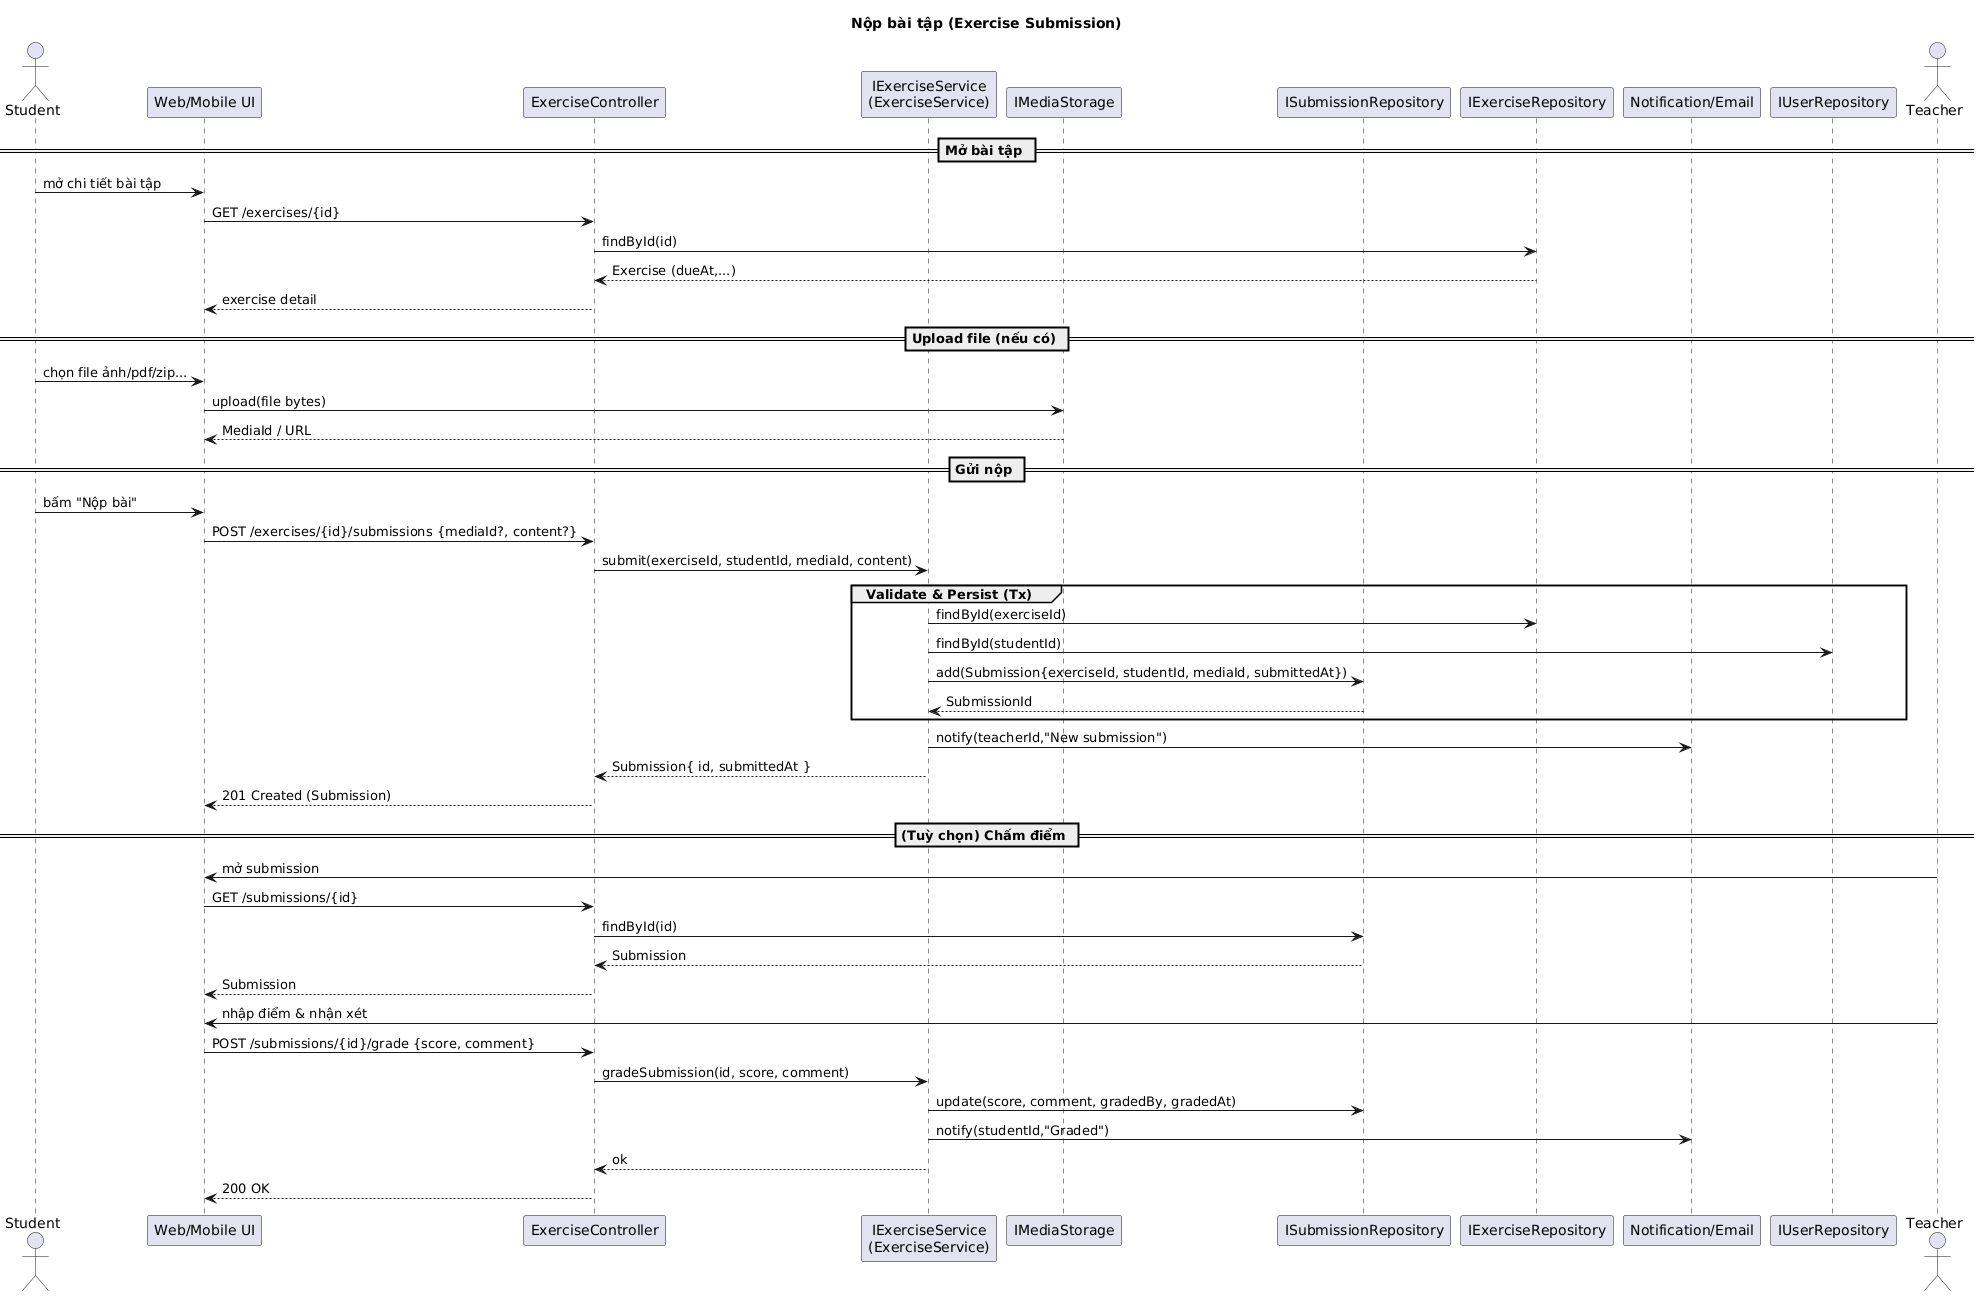 Nộp bài tập (Exercise Submission)
Student
Web/Mobile UI
ExerciseController
IExerciseService
(ExerciseService)
IMediaStorage
ISubmissionRepository
IExerciseRepository
Notification/Email
IUserRepository
Teacher
Mở bài tập
mở chi tiết bài tập
GET /exercises/{id}
findById(id)
Exercise (dueAt,...)
exercise detail
Upload file (nếu có)
chọn file ảnh/pdf/zip...
upload(file bytes)
MediaId / URL
Gửi nộp
bấm "Nộp bài"
POST /exercises/{id}/submissions {mediaId?, content?}
submit(exerciseId, studentId, mediaId, content)
Validate & Persist (Tx)
findById(exerciseId)
findById(studentId)
add(Submission{exerciseId, studentId, mediaId, submittedAt})
SubmissionId
notify(teacherId,"New submission")
Submission{ id, submittedAt }
201 Created (Submission)
(Tuỳ chọn) Chấm điểm
mở submission
GET /submissions/{id}
findById(id)
Submission
Submission
nhập điểm & nhận xét
POST /submissions/{id}/grade {score, comment}
gradeSubmission(id, score, comment)
update(score, comment, gradedBy, gradedAt)
notify(studentId,"Graded")
ok
200 OK
Student
Web/Mobile UI
ExerciseController
IExerciseService
(ExerciseService)
IMediaStorage
ISubmissionRepository
IExerciseRepository
Notification/Email
IUserRepository
Teacher